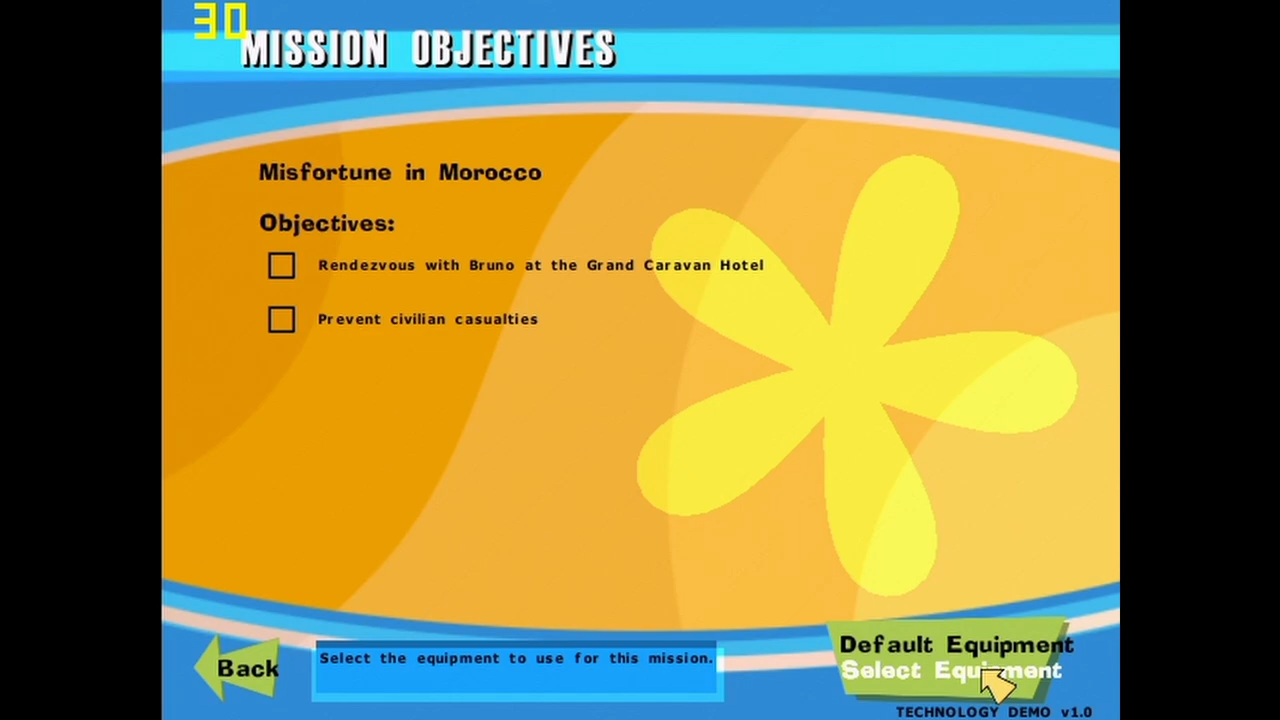 30
MISSION OBJECTIVES
Misfortune in Morocco
Objectives:
Rendezvous with Bruno at the Grand Caravan Hotel
Prevent civilian casualties
Back
Select the equipment to use for this mission.
Default Equipment
Select Equipment
TECHNOLOGY DEMO v1.0